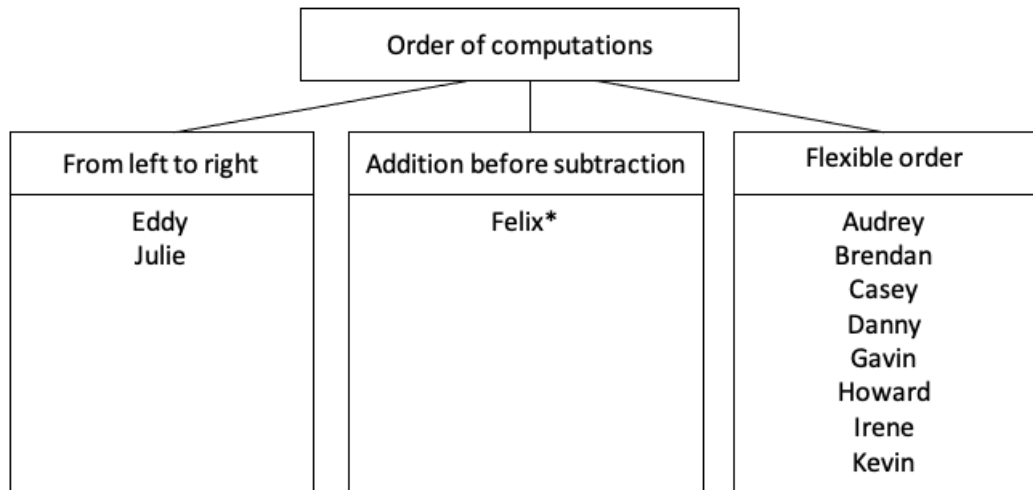 Order of computations
From left to right
Eddy
Julie
Addition before subtraction
Felix*
Flexible order
Audrey
Brendan
Casey
Danny
Gavin
Howard
Irene
Kevin